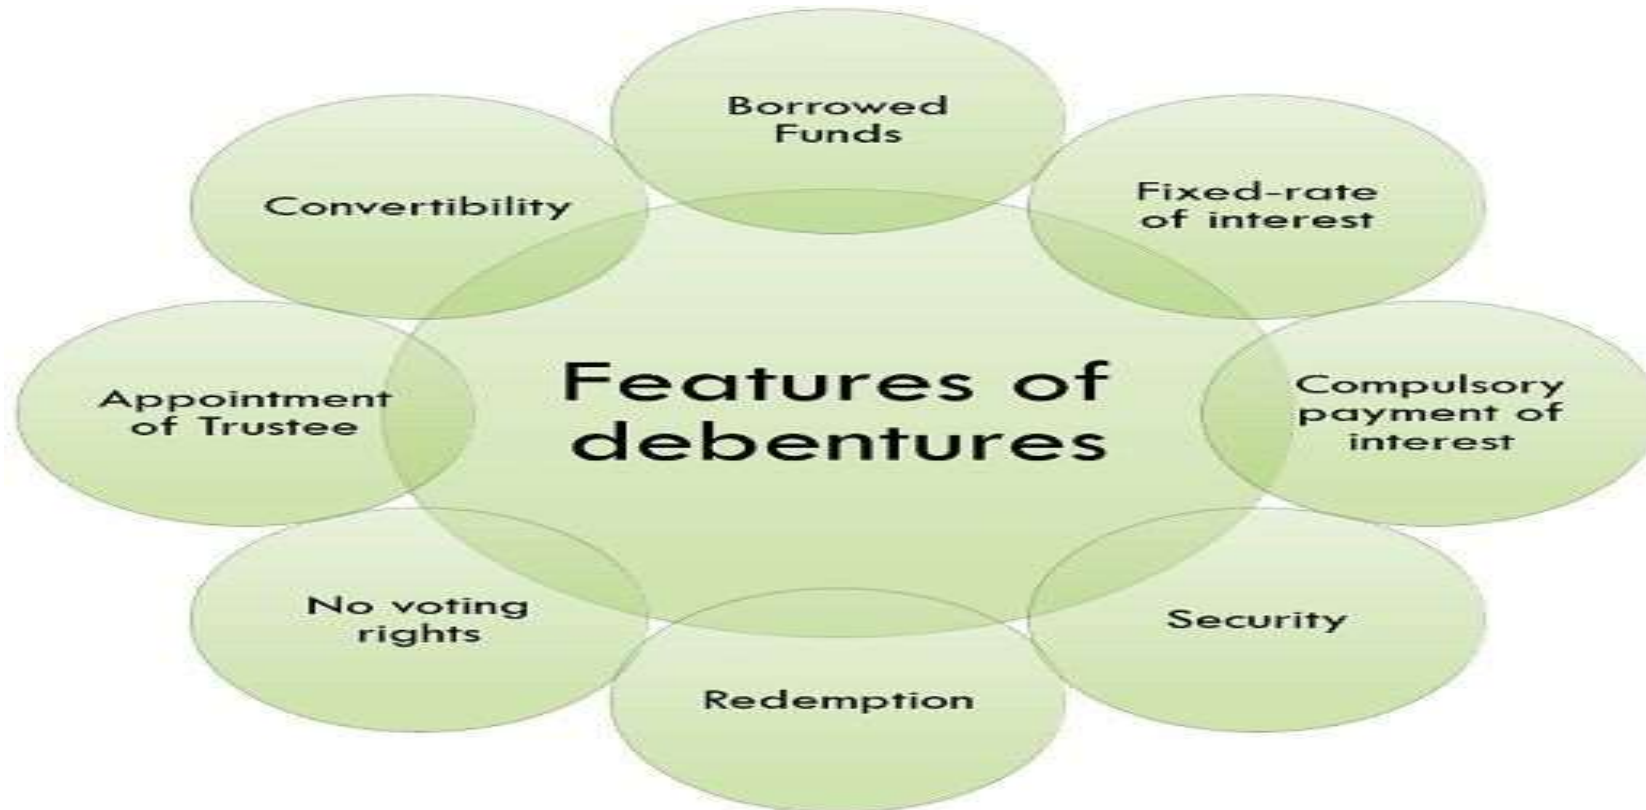 Borrowed
Funds
Fixed-rate
of interest
Compulsory
payment of
interest
Security
Redemption
No voting
rights
Appointment
of Trustee
Convertibility
Features of
debentures